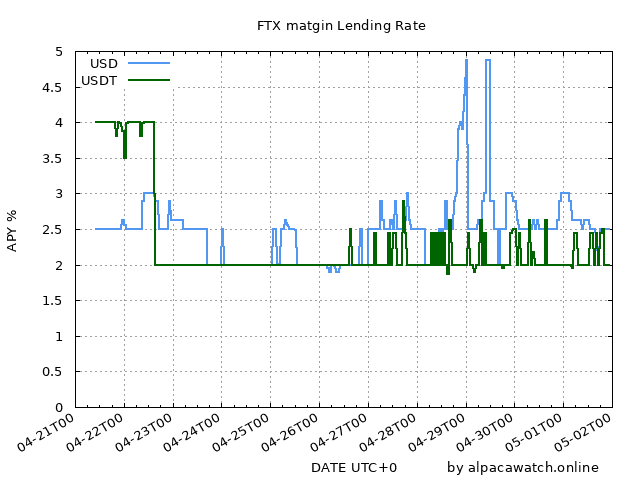 FTX matgin Lending Rate
USD
USDT
APY %
5
4.5
4
3.5
3
2.5
2
1.5
1
0.5
0
04-21T00
04-22T00
04-23T00
04-24T00
04-25T00
04-26T00
04-27T00
04-28T00
04-29T00
04-30T00
05-01T00
05-02T00
DATE UTC+0
by alpacawatch.online